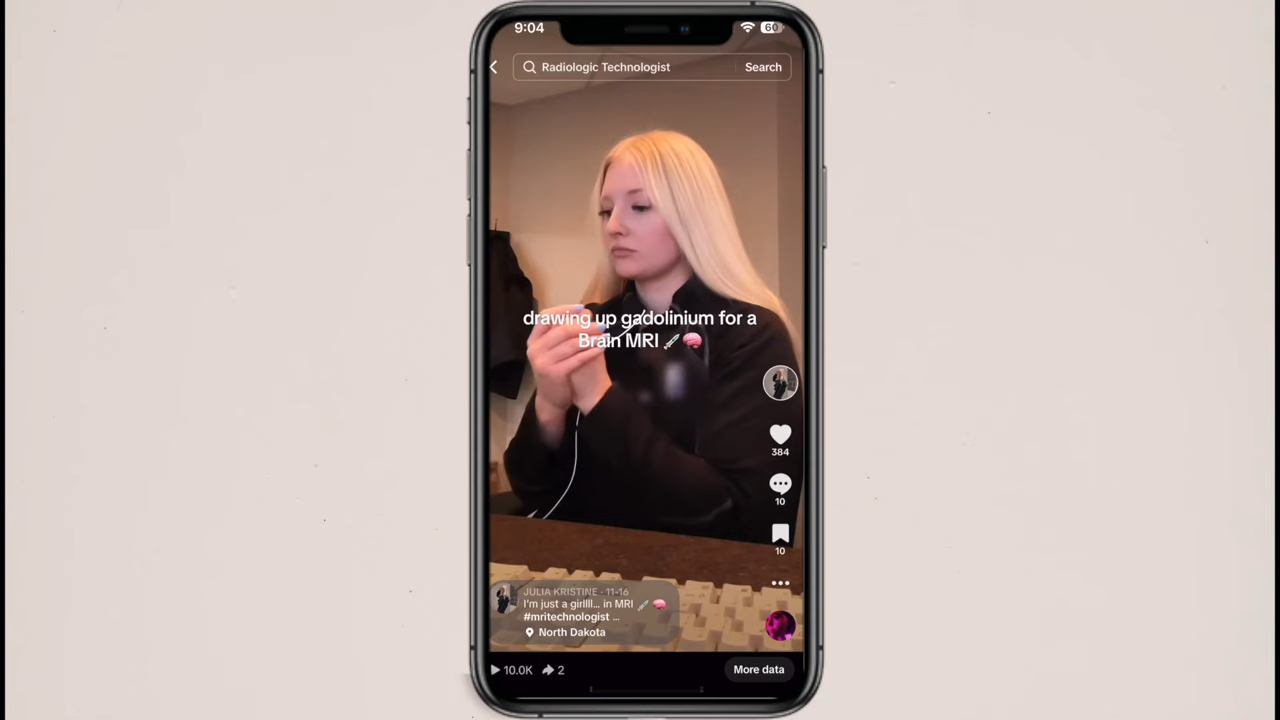 9:04
60
Radiologic Technologist
Search
drawing up gadolinium for a
Brain MRI 💉🧠
384
10
10
JULIA KRISTINE · 11-16
I'm just a girllll... in MRI 💉🧠
#mritechnologist ...
North Dakota
10.0K
2
More data